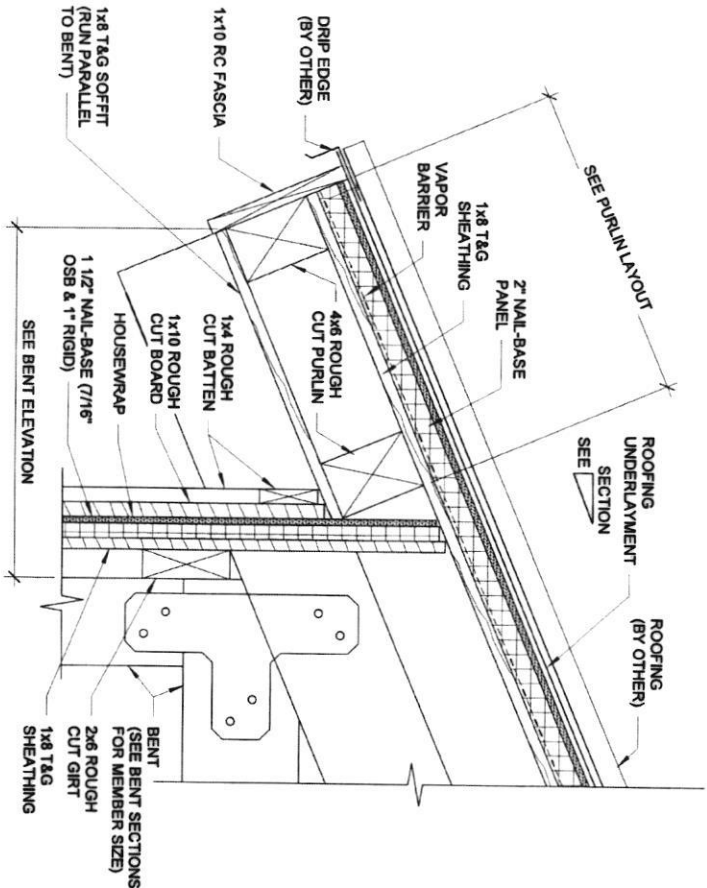 SEE PURLIN LAYOUT
DRIP EDGE
(BY OTHER)
1x10 RC FASCIA
1x8 T&G SOFFIT
(RUN PARALLEL
TO BENT)
VAPOR
BARRIER
1x8 T&G
SHEATHING
2" NAIL-BASE
PANEL
SEE SECTION
ROOFING
UNDERLAYMENT
ROOFING
(BY OTHER)
4x6 ROUGH
CUT PURLIN
1x4 ROUGH
CUT BATTEN
1x10 ROUGH
CUT BOARD
HOUSEWRAP
1 1/2" NAIL-BASE (7/16"
OSB & 1" RIGID)
SEE BENT ELEVATION
BENT
(SEE BENT SECTIONS
FOR MEMBER SIZE)
2x6 ROUGH
CUT GIRT
1x8 T&G
SHEATHING